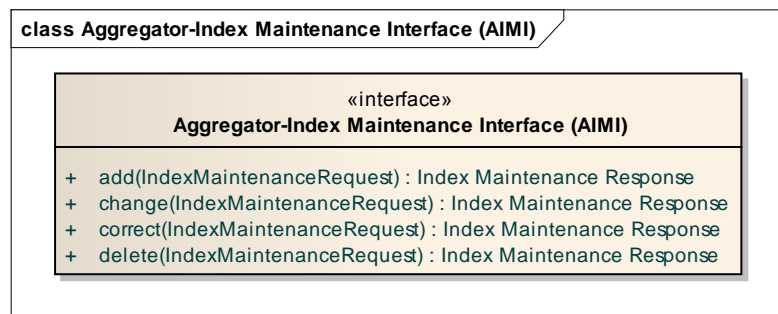 class Aggregator-Index Maintenance Interface (AIMI)
«interface»
Aggregator-Index Maintenance Interface (AIMI)
+ add(IndexMaintenanceRequest) : Index Maintenance Response
+ change(IndexMaintenanceRequest) : Index Maintenance Response
+ correct(IndexMaintenanceRequest) : Index Maintenance Response
+ delete(IndexMaintenanceRequest) : Index Maintenance Response